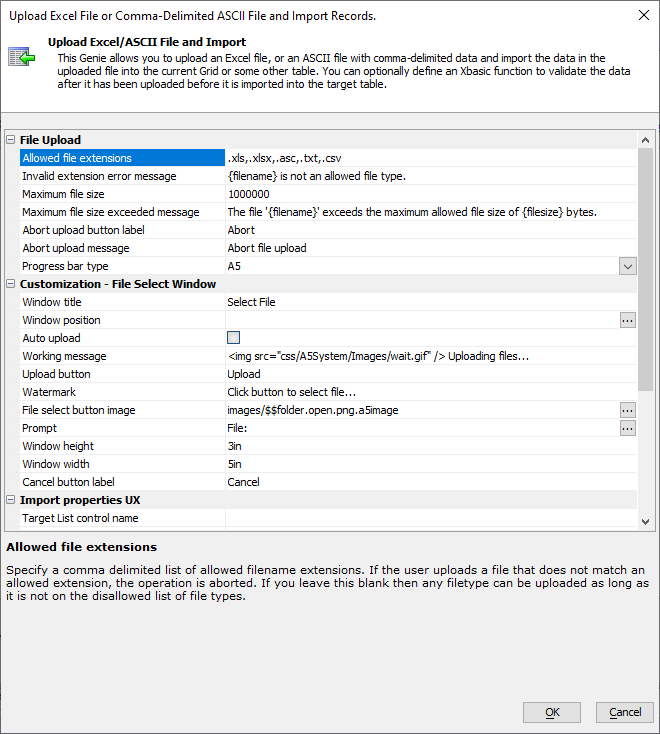 Upload Excel File or Comma-Delimited ASCII File and Import Records.
Upload Excel/ASCII File and Import
This Genie allows you to upload an Excel file, or an ASCII file with comma-delimited data and import the data in the
uploaded file into the current Grid or some other table. You can optionally define an Xbasic function to validate the data
after it has been uploaded before it is imported into the target table.
File Upload
Allowed file extensions .xls,.xlsx,.asc,.txt,.csv
Invalid extension error message {filename} is not an allowed file type.
Maximum file size 1000000
Maximum file size exceeded message The file '{filename}' exceeds the maximum allowed file size of {filesize} bytes.
Abort upload button label Abort
Abort upload message Abort file upload
Progress bar type A5
Customization - File Select Window
Window title Select File
Window position ...
Auto upload
Working message <img src="css/A5System/Images/wait.gif" /> Uploading files...
Upload button Upload
Watermark Click button to select file...
File select button image images/$$folder.open.png.a5image ...
Prompt File: ...
Window height 3in
Window width 5in
Cancel button label Cancel
Import properties UX
Target List control name
Allowed file extensions
Specify a comma delimited list of allowed filename extensions. If the user uploads a file that does not match an
allowed extension, the operation is aborted. If you leave this blank then any filetype can be uploaded as long as
it is not on the disallowed list of file types.
OK Cancel